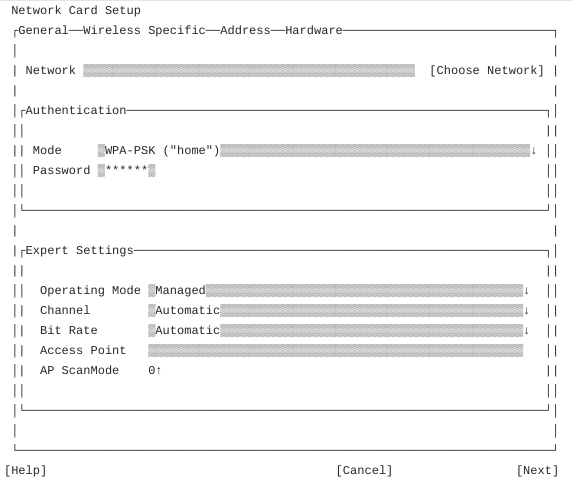 Network Card Setup
General──Wireless Specific──Address──Hardware
Network [Choose Network]
Authentication
Mode WPA-PSK ("home") ↓
Password ******
Expert Settings
Operating Mode Managed ↓
Channel Automatic ↓
Bit Rate Automatic ↓
Access Point
AP ScanMode 0↑
[Help] [Cancel] [Next]